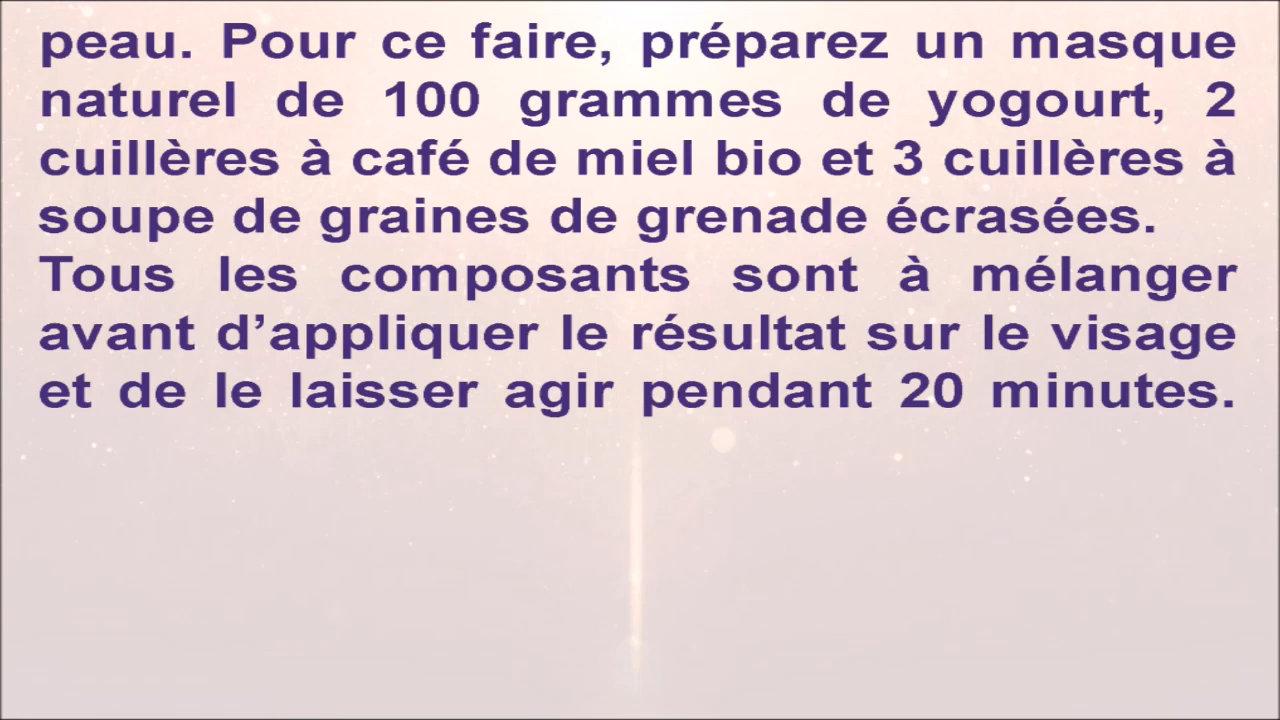 peau. Pour ce faire, préparez un masque
naturel de 100 grammes de yogourt, 2
cuillères à café de miel bio et 3 cuillères à
soupe de graines de grenade écrasées.
Tous les composants sont à mélanger
avant d’appliquer le résultat sur le visage
et de le laisser agir pendant 20 minutes.